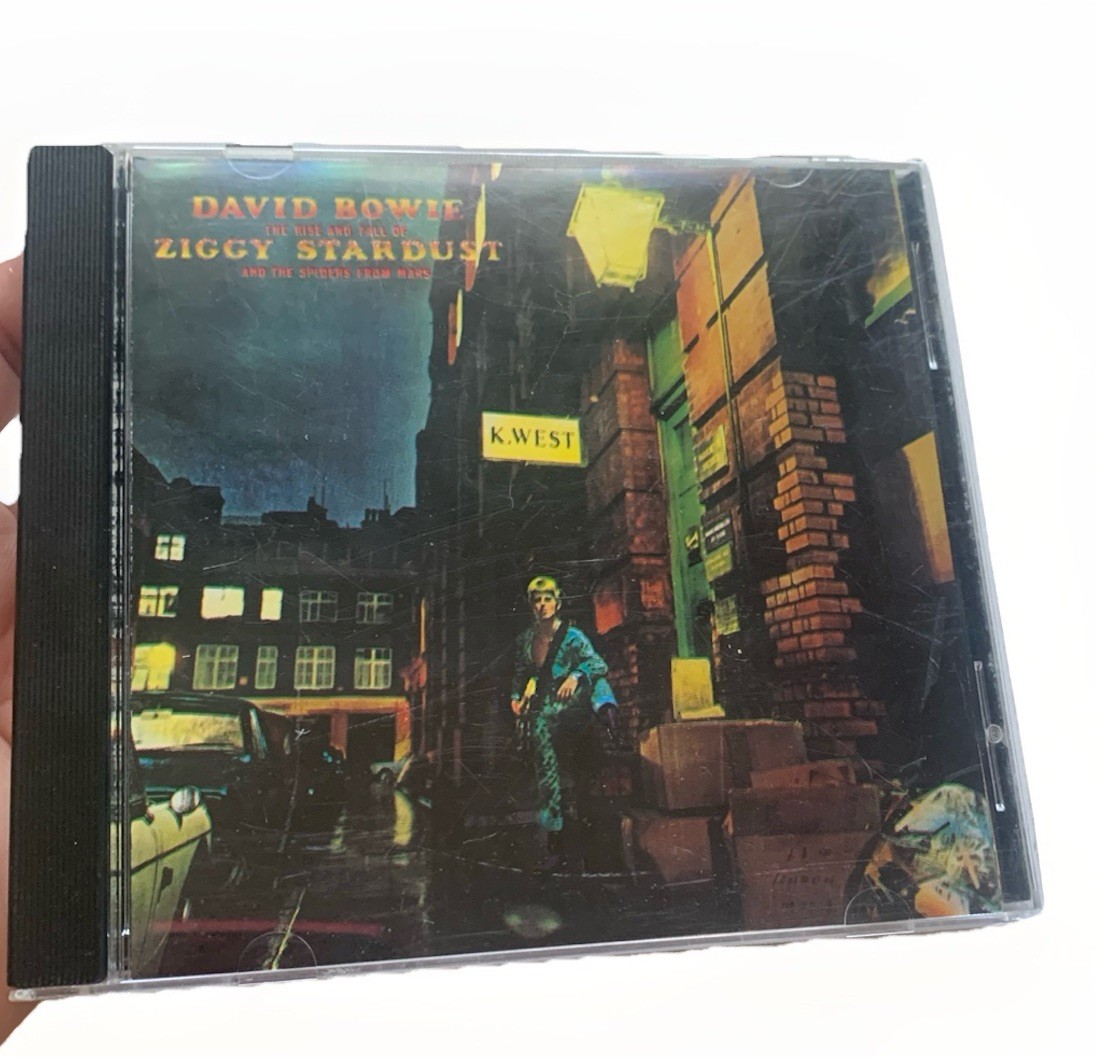 DAVID BOWIE
THE RISE AND FALL OF
ZIGGY STARDUST
AND THE SPIDERS FROM MARS
K.WEST